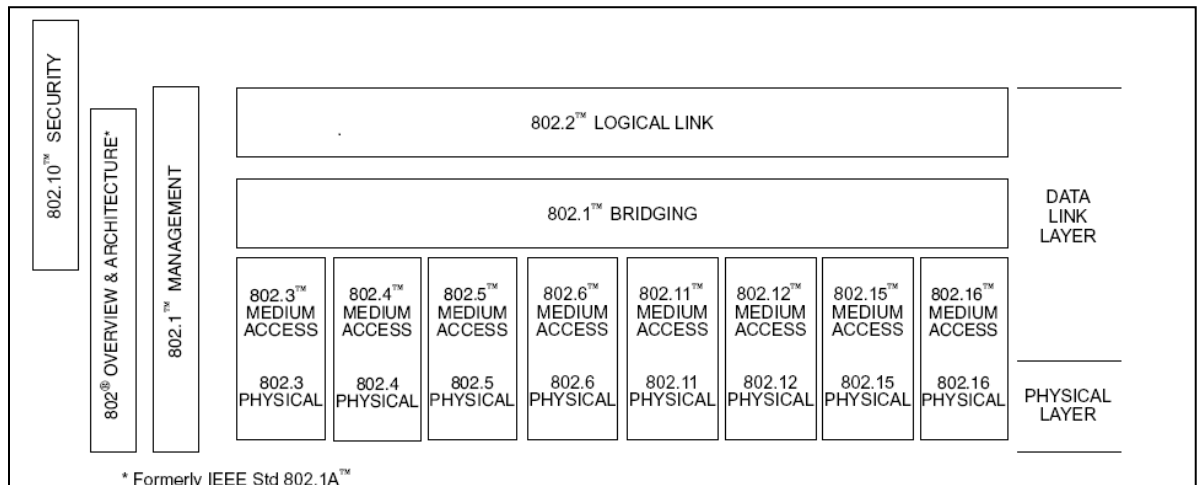 802.10™ SECURITY
802® OVERVIEW & ARCHITECTURE*
802.1™ MANAGEMENT
802.2™ LOGICAL LINK
802.1™ BRIDGING
DATA
LINK
LAYER
802.3™
MEDIUM
ACCESS
802.3
PHYSICAL
802.4™
MEDIUM
ACCESS
802.4
PHYSICAL
802.5™
MEDIUM
ACCESS
802.5
PHYSICAL
802.6™
MEDIUM
ACCESS
802.6
PHYSICAL
802.11™
MEDIUM
ACCESS
802.11
PHYSICAL
802.12™
MEDIUM
ACCESS
802.12
PHYSICAL
802.15™
MEDIUM
ACCESS
802.15
PHYSICAL
802.16™
MEDIUM
ACCESS
802.16
PHYSICAL
PHYSICAL
LAYER
* Formerly IEEE Std 802.1A™